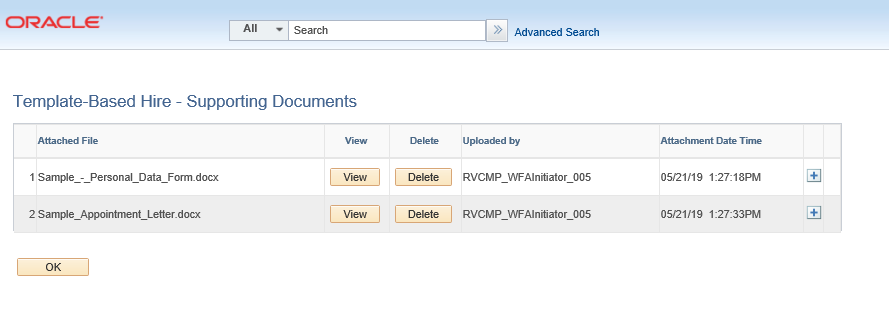 ORACLE
All Search Advanced Search
Template-Based Hire - Supporting Documents
Attached File View Delete Uploaded by Attachment Date Time
1 Sample_-_Personal_Data_Form.docx View Delete RVCMP_WFAInitiator_005 05/21/19 1:27:18PM
2 Sample_Appointment_Letter.docx View Delete RVCMP_WFAInitiator_005 05/21/19 1:27:33PM
OK